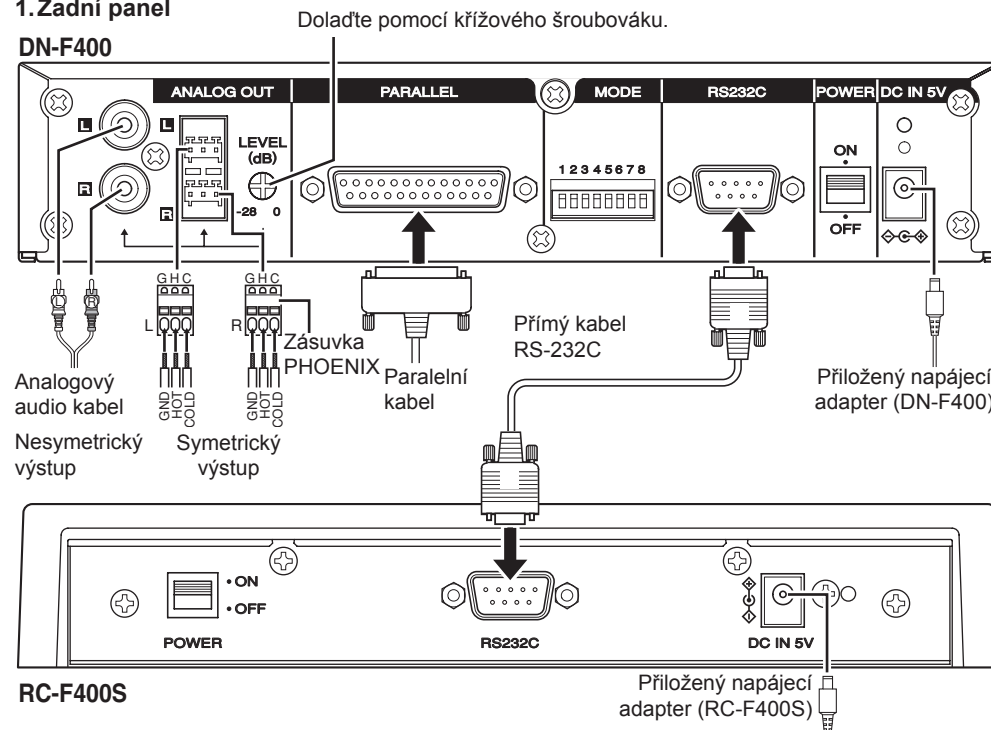 1.Zadní panel
Dolaďte pomocí křížového šroubováku.
DN-F400
ANALOG OUT
PARALLEL
MODE
RS232C
POWER
DC IN 5V
L
L
LEVEL
(dB)
1 2 3 4 5 6 7 8
ON
R
R
-28 0
OFF
L
R
G H C
G H C
L
R
Zásuvka
PHOENIX
GND
HOT
COLD
GND
HOT
COLD
Paralelní
kabel
Přímý kabel
RS-232C
Přiložený napájecí
adapter (DN-F400)
Analogový
audio kabel
Nesymetrický
výstup
Symetrický
výstup
• ON
• OFF
POWER
RS232C
DC IN 5V
RC-F400S
Přiložený napájecí
adapter (RC-F400S)